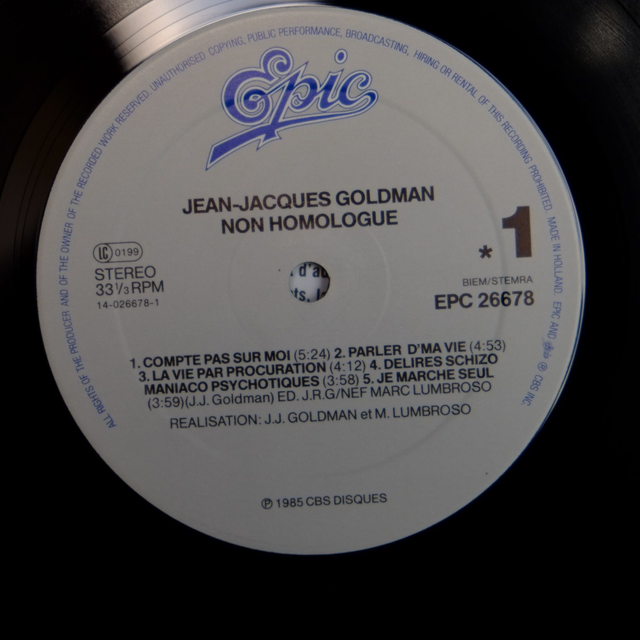 ALL RIGHTS OF THE PRODUCER AND OF THE OWNER OF THE RECORDED WORK RESERVED. UNAUTHORISED COPYING, PUBLIC PERFORMANCE, BROADCASTING, HIRING OR RENTAL OF THIS RECORDING PROHIBITED. MADE IN HOLLAND. EPIC AND ARE ® CBS INC.
Epic
JEAN-JACQUES GOLDMAN
NON HOMOLOGUE
LC 0199
STEREO
33⅓ RPM
14-026678-1
* 1
BIEM/STEMRA
EPC 26678
d'a
ts,
1. COMPTE PAS SUR MOI (5:24) 2. PARLER D'MA VIE (4:53)
3. LA VIE PAR PROCURATION (4:12) 4. DELIRES SCHIZO
MANIACO PSYCHOTIQUES (3:58) 5. JE MARCHE SEUL
(3:59)(J.J. Goldman) ED. J.R.G/NEF MARC LUMBROSO
REALISATION: J.J. GOLDMAN et M. LUMBROSO
℗ 1985 CBS DISQUES